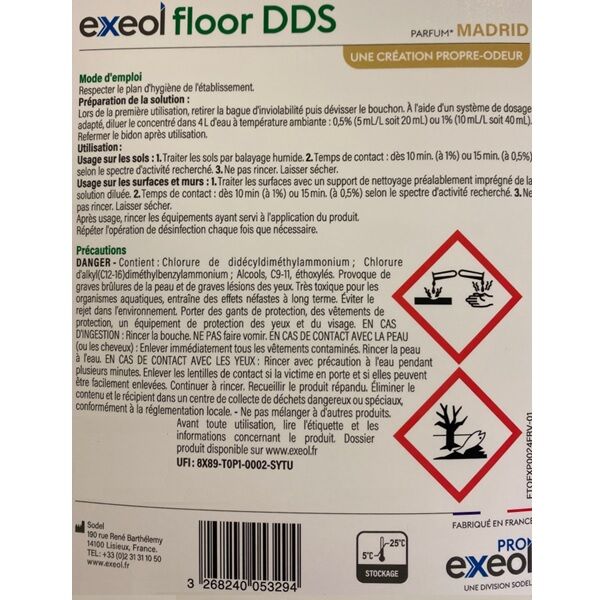 exeol floor DDS
PARFUM* MADRID
UNE CRÉATION PROPRE-ODEUR
Mode d'emploi
Respecter le plan d'hygiène de l'établissement.
Préparation de la solution :
Lors de la première utilisation, retirer la bague d'inviolabilité puis dévisser le bouchon. À l'aide d'un système de dosage
adapté, diluer le concentré dans 4 L d'eau à température ambiante : 0,5% (5 mL/L soit 20 mL) ou 1% (10 mL/L soit 40 mL).
Refermer le bidon après utilisation.
Utilisation :
Usage sur les sols : 1. Traiter les sols par balayage humide. 2. Temps de contact : dès 10 min. (à 1%) ou 15 min. (à 0,5%)
selon le spectre d'activité recherché. 3. Ne pas rincer. Laisser sécher.
Usage sur les surfaces et murs : 1. Traiter les surfaces avec un support de nettoyage préalablement imprégné de la
solution diluée. 2. Temps de contact : dès 10 min (à 1%) ou 15 min. (à 0,5%) selon le spectre d'activité recherché. 3. Ne
pas rincer. Laisser sécher.
Après usage, rincer les équipements ayant servi à l'application du produit.
Répéter l'opération de désinfection chaque fois que nécessaire.
Précautions
DANGER - Contient : Chlorure de didécyldiméthylammonium ; Chlorure
d'alkyl(C12-16)diméthylbenzylammonium ; Alcools, C9-11, éthoxylés. Provoque de
graves brûlures de la peau et de graves lésions des yeux. Très toxique pour les
organismes aquatiques, entraîne des effets néfastes à long terme. Éviter le
rejet dans l'environnement. Porter des gants de protection, des vêtements de
protection, un équipement de protection des yeux et du visage. EN CAS
D'INGESTION : Rincer la bouche. NE PAS faire vomir. EN CAS DE CONTACT AVEC LA PEAU
(ou les cheveux) : Enlever immédiatement tous les vêtements contaminés. Rincer la peau
à l'eau. EN CAS DE CONTACT AVEC LES YEUX : Rincer avec précaution à l'eau pendant
plusieurs minutes. Enlever les lentilles de contact si la victime en porte et si elles peuvent
être facilement enlevées. Continuer à rincer. Recueillir le produit répandu. Éliminer le
contenu et le récipient dans un centre de collecte de déchets dangereux ou spéciaux,
conformément à la réglementation locale. - Ne pas mélanger à d'autres produits.
Avant toute utilisation, lire l'étiquette et les
informations concernant le produit. Dossier
produit disponible sur www.exeol.fr
UFI : 8X89-T0P1-0002-SYTU
ETQEXP0024FRV-01
FABRIQUÉ EN FRANCE
Sodel
190 rue René Barthélemy
14100 Lisieux, France.
TEL : +33 (0)2 31 31 10 50
www.exeol.fr
3 268240 053294
5°C
25°C
STOCKAGE
PRO
exeol
UNE DIVISION SODEL